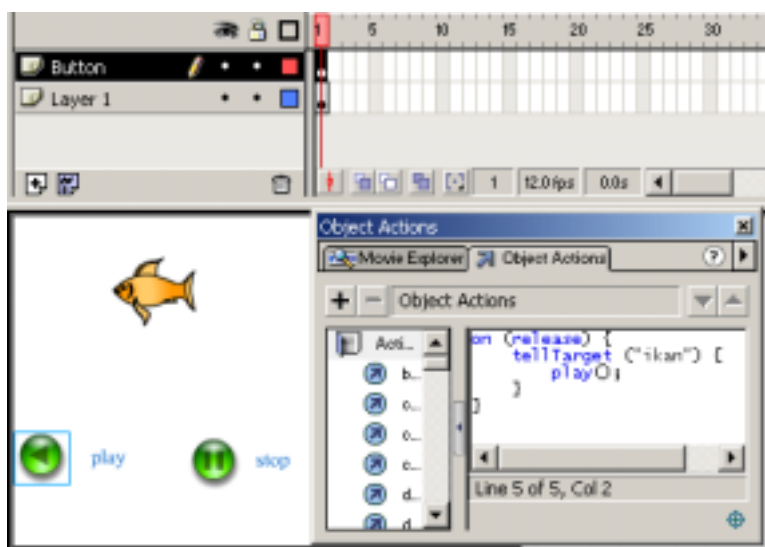 1 5 10 15 20 25 30
Button
Layer 1
1 12.0 fps 0.0s
Object Actions
Movie Explorer Object Actions ?
+ − Object Actions
Acti...
on (release) {
tellTarget ("ikan") {
play();
}
}
b...
c...
c...
c...
d...
d
play stop
Line 5 of 5, Col 2